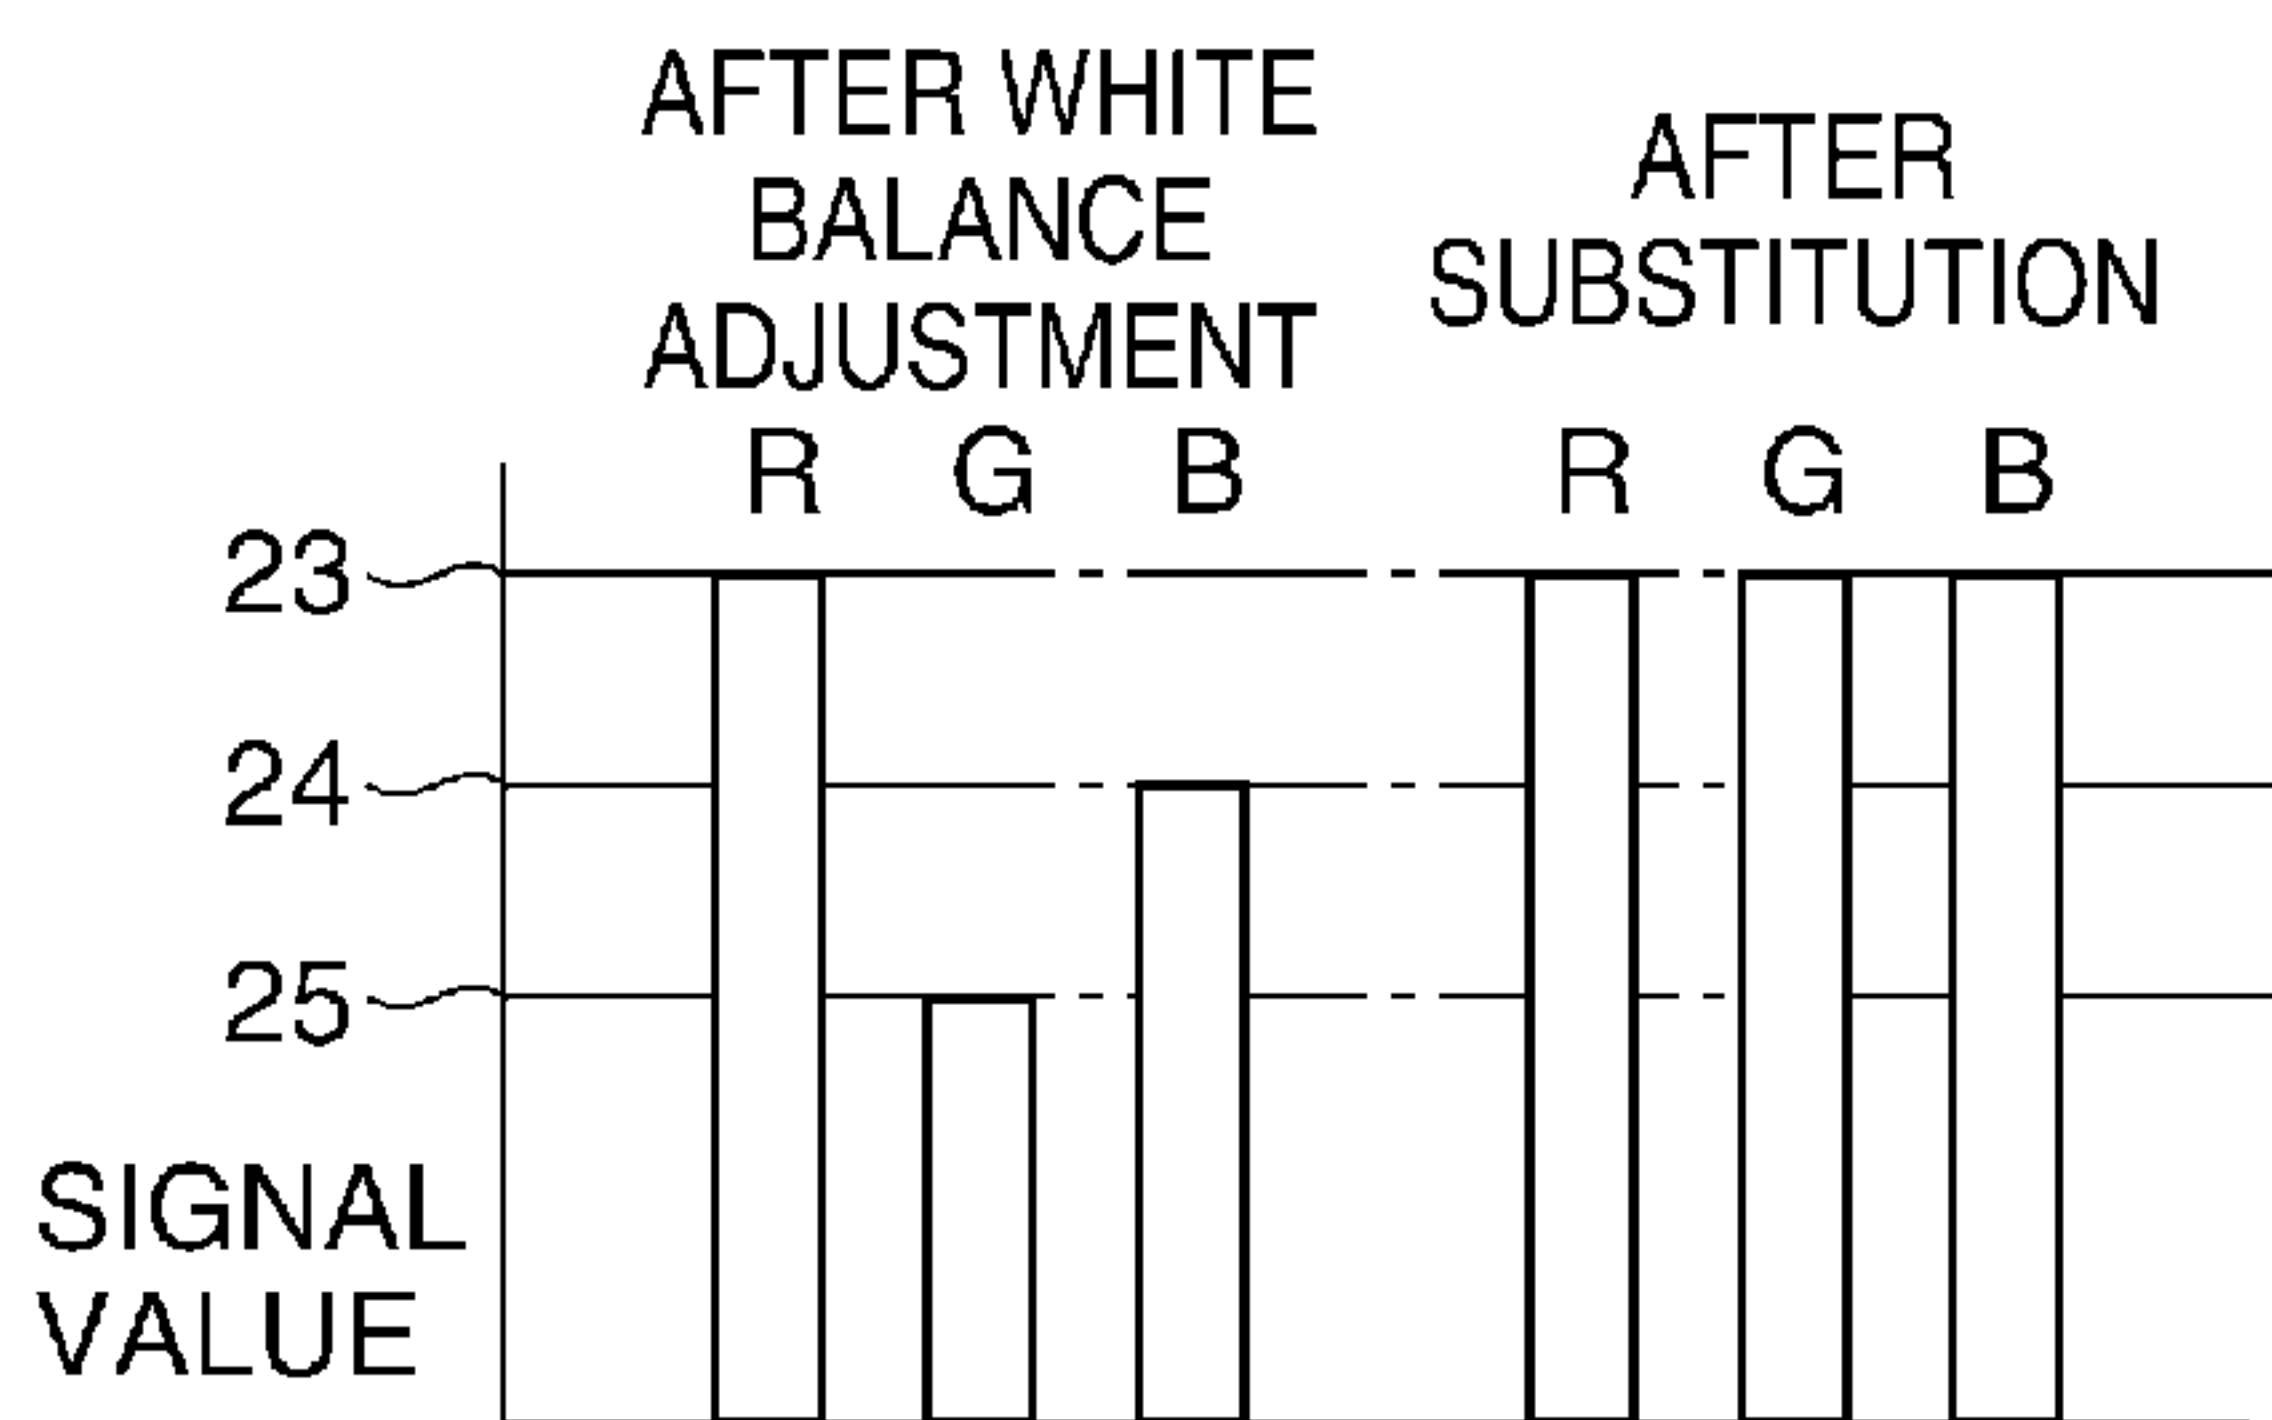 AFTER WHITE
BALANCE
ADJUSTMENT
AFTER
SUBSTITUTION
R G B R G B
23
24
25
SIGNAL
VALUE